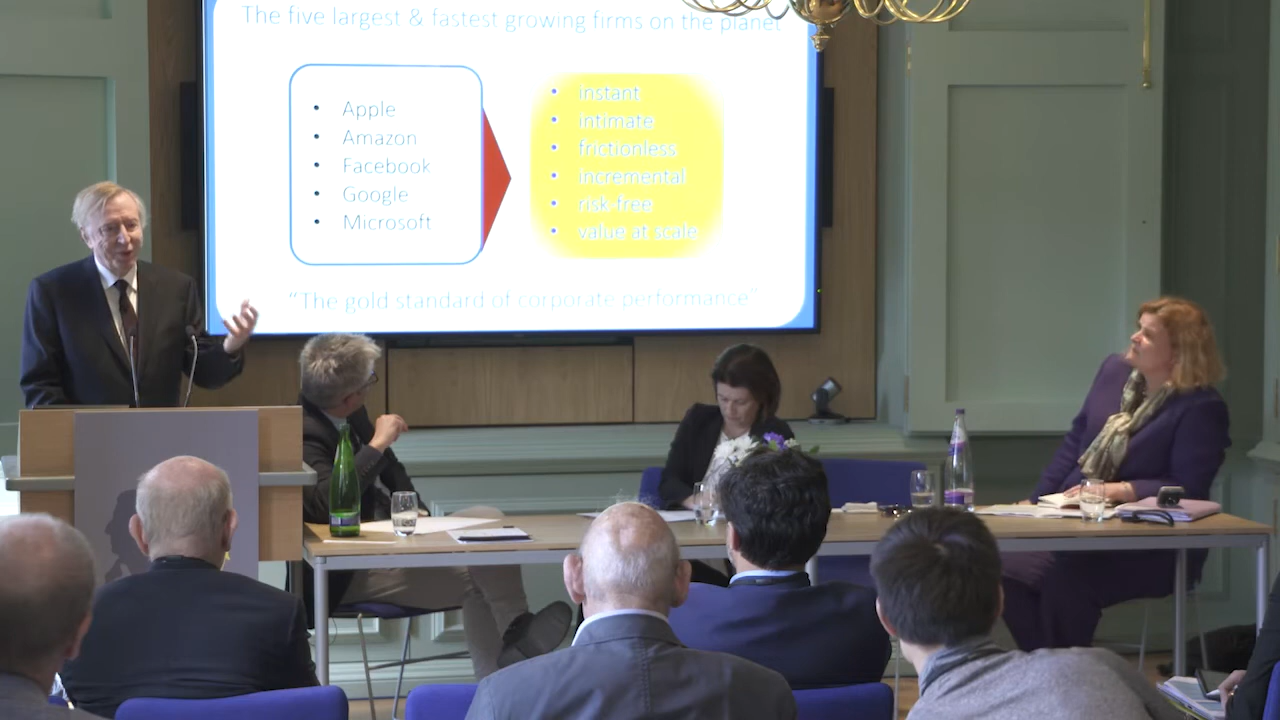 The five largest & fastest growing firms on the planet
• Apple
• Amazon
• Facebook
• Google
• Microsoft
• instant
• intimate
• frictionless
• incremental
• risk-free
• value at scale
“The gold standard of corporate performance”